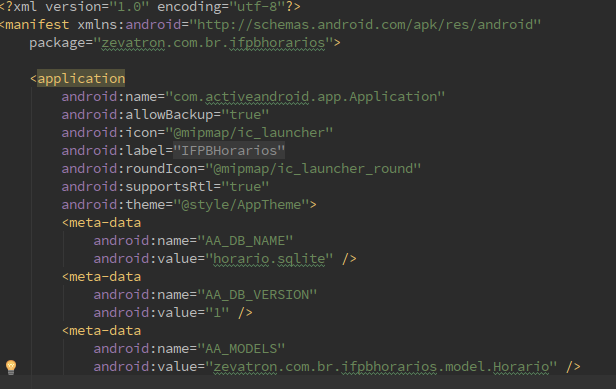 <?xml version="1.0" encoding="utf-8"?>
<manifest xmlns:android="http://schemas.android.com/apk/res/android"
package="zevatron.com.br.ifpbhorarios">
<application
android:name="com.activeandroid.app.Application"
android:allowBackup="true"
android:icon="@mipmap/ic_launcher"
android:label="IFPBHorarios"
android:roundIcon="@mipmap/ic_launcher_round"
android:supportsRtl="true"
android:theme="@style/AppTheme">
<meta-data
android:name="AA_DB_NAME"
android:value="horario.sqlite" />
<meta-data
android:name="AA_DB_VERSION"
android:value="1" />
<meta-data
android:name="AA_MODELS"
android:value="zevatron.com.br.ifpbhorarios.model.Horario" />